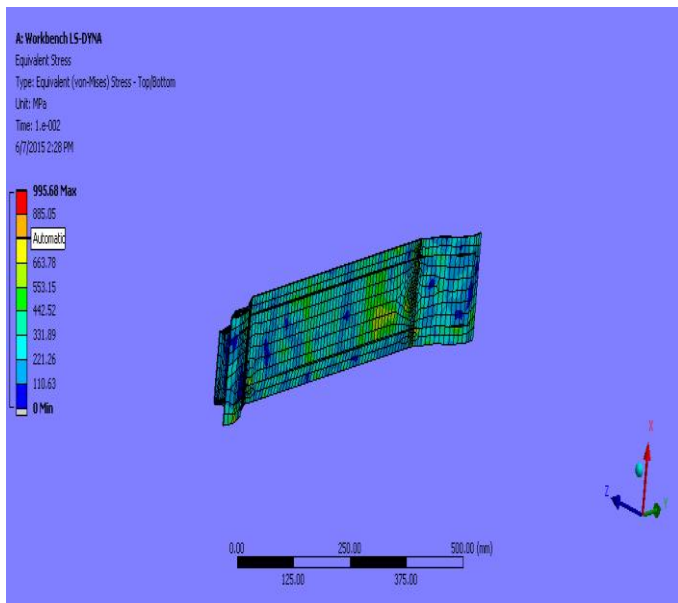 A: Workbench LS-DYNA
Equivalent Stress
Type: Equivalent (von-Mises) Stress - Top/Bottom
Unit: MPa
Time: 1.e-002
6/7/2015 2:28 PM
995.68 Max
885.05
Automatic
663.78
553.15
442.52
331.89
221.26
110.63
0 Min
X
Z
Y
0.00
250.00
500.00 (mm)
125.00
375.00